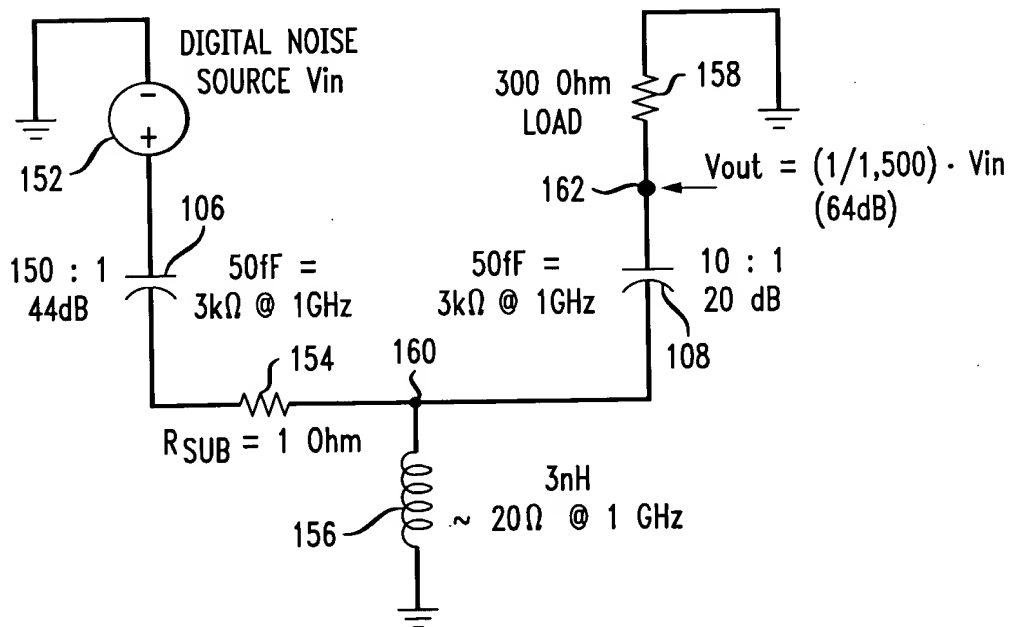 DIGITAL NOISE
SOURCE Vin
−
+
152
300 Ohm
LOAD
158
162
Vout = (1/1,500) · Vin
(64dB)
106
150 : 1
44dB
50fF =
3kΩ @ 1GHz
50fF =
3kΩ @ 1GHz
10 : 1
20 dB
108
154
160
RSUB = 1 Ohm
156
3nH
~ 20Ω @ 1 GHz